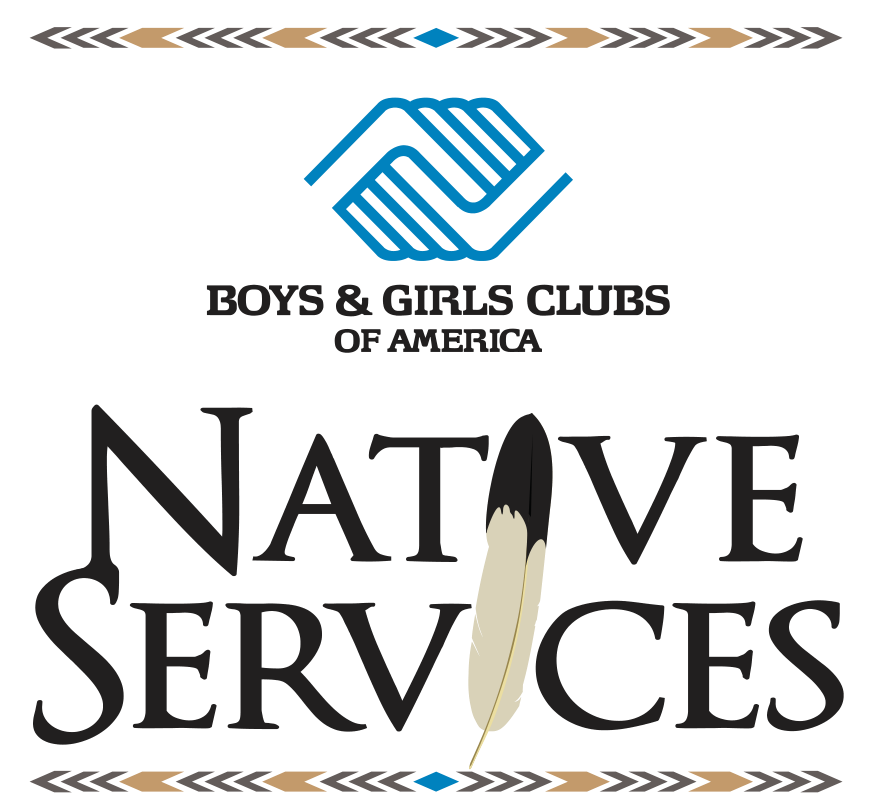 BOYS & GIRLS CLUBS
OF AMERICA
NATIVE
SERVICES